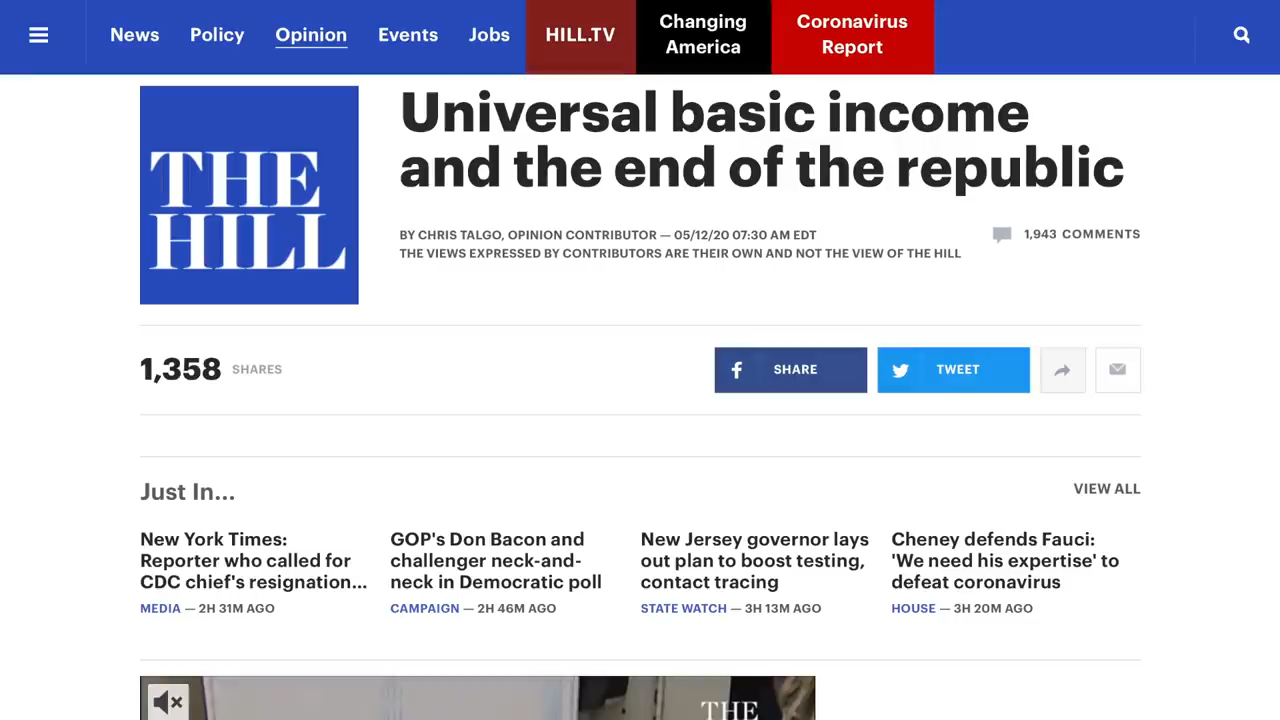 News Policy Opinion Events Jobs HILL.TV
Changing
America
Coronavirus
Report
THE
HILL
Universal basic income
and the end of the republic
BY CHRIS TALGO, OPINION CONTRIBUTOR — 05/12/20 07:30 AM EDT
1,943 COMMENTS
THE VIEWS EXPRESSED BY CONTRIBUTORS ARE THEIR OWN AND NOT THE VIEW OF THE HILL
1,358 SHARES
SHARE
TWEET
Just In...
VIEW ALL
New York Times:
Reporter who called for
CDC chief's resignation...
MEDIA — 2H 31M AGO
GOP's Don Bacon and
challenger neck-and-
neck in Democratic poll
CAMPAIGN — 2H 46M AGO
New Jersey governor lays
out plan to boost testing,
contact tracing
STATE WATCH — 3H 13M AGO
Cheney defends Fauci:
'We need his expertise' to
defeat coronavirus
HOUSE — 3H 20M AGO
THE